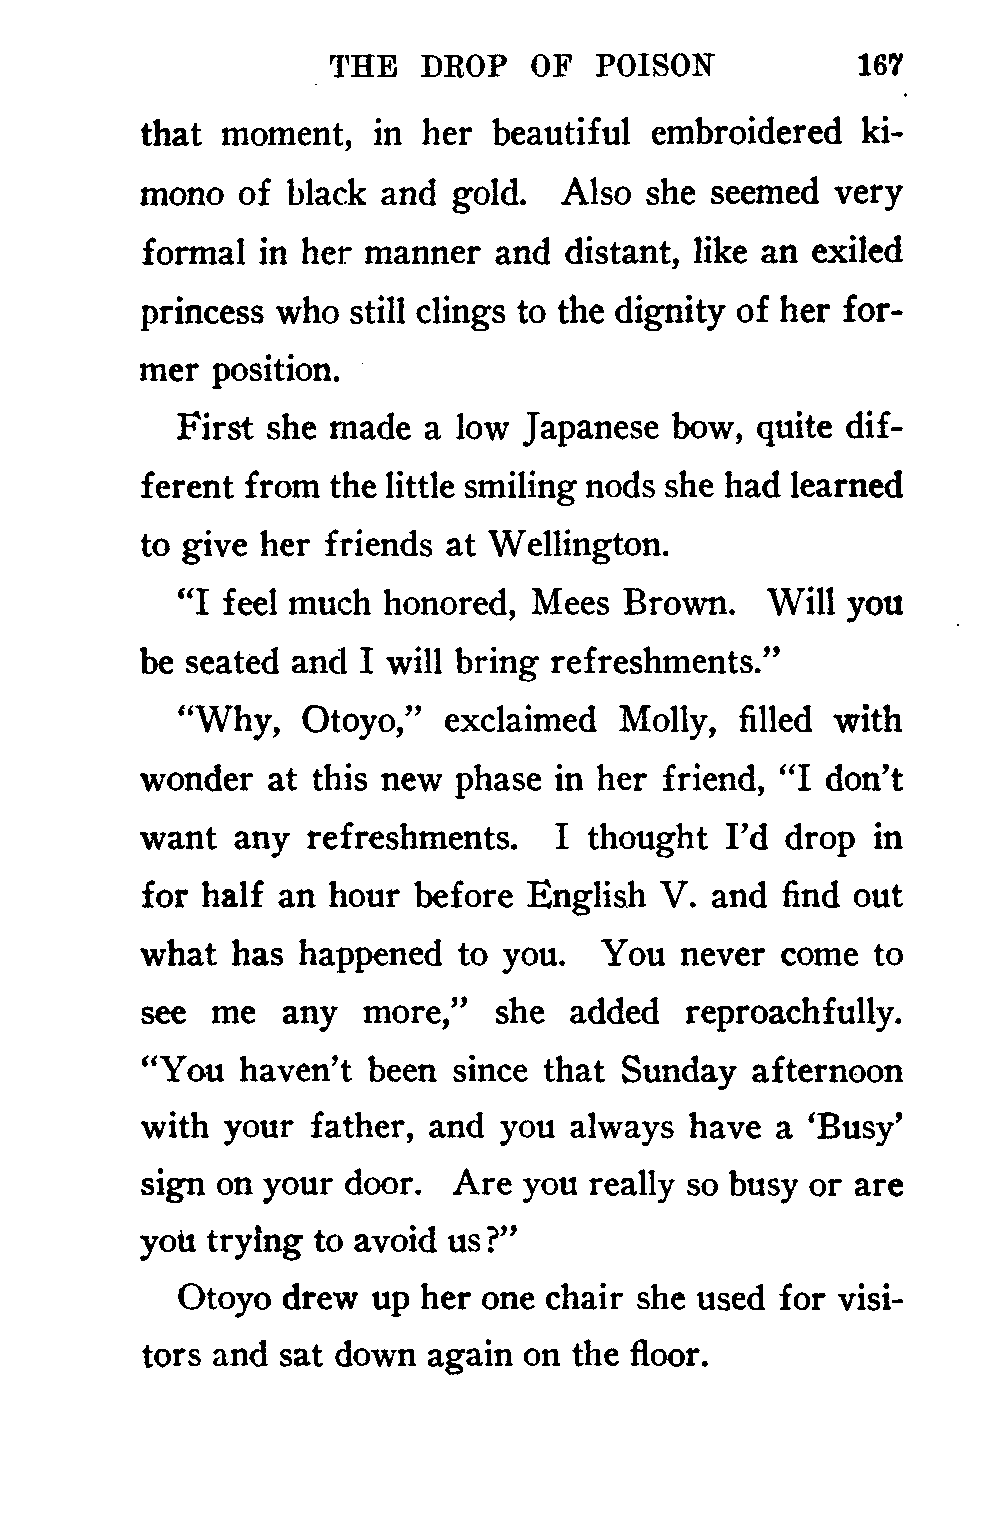 THE DROP OF POISON 167
that moment, in her beautiful embroidered ki-
mono of black and gold. Also she seemed very
formal in her manner and distant, like an exiled
princess who still clings to the dignity of her for-
mer position.
First she made a low Japanese bow, quite dif-
ferent from the little smiling nods she had learned
to give her friends at Wellington.
“I feel much honored, Mees Brown. Will you
be seated and I will bring refreshments.”
“Why, Otoyo,” exclaimed Molly, filled with
wonder at this new phase in her friend, “I don’t
want any refreshments. I thought I’d drop in
for half an hour before English V. and find out
what has happened to you. You never come to
see me any more,” she added reproachfully.
“You haven’t been since that Sunday afternoon
with your father, and you always have a ‘Busy’
sign on your door. Are you really so busy or are
you trying to avoid us?”
Otoyo drew up her one chair she used for visi-
tors and sat down again on the floor.